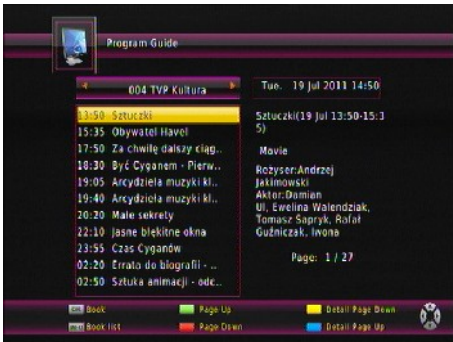 Program Guide
004 TVP Kultura
Tue. 19 Jul 2011 14:50
13:50 Sztuczki
15:35 Obywatel Havel
17:50 Za chwilę dalszy ciąg..
18:30 Być Cyganem - Pierw..
19:05 Arcydzieła muzyki kl..
19:40 Arcydzieła muzyki kl..
20:20 Małe sekrety
22:10 Jasne błękitne okna
23:55 Czas Cyganów
02:20 Errata do biografii - ..
02:50 Sztuka animacji - odc..
Sztuczki(19 Jul 13:50-15:3
5)
Movie
Reżyser:Andrzej
Jakimowski
Aktor:Damian
Ul, Ewelina Walendziak,
Tomasz Sapryk, Rafał
Guźniczak, Iwona
Page: 1 / 27
OK Book
Page Up
Detail Page Down
INFO Book list
Page Down
Detail Page Up